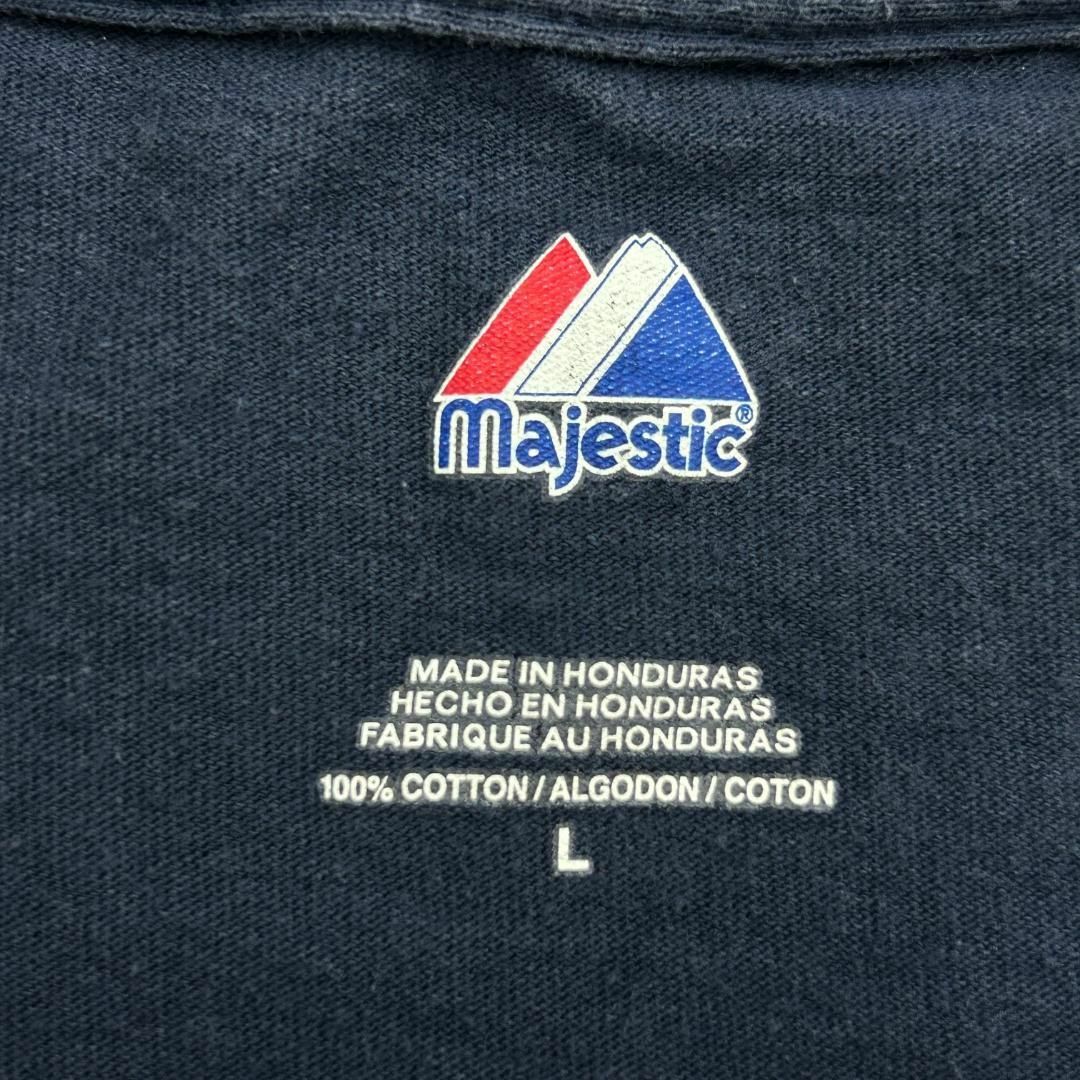 Majestic®
MADE IN HONDURAS
HECHO EN HONDURAS
FABRIQUE AU HONDURAS
100% COTTON / ALGODON / COTON
L